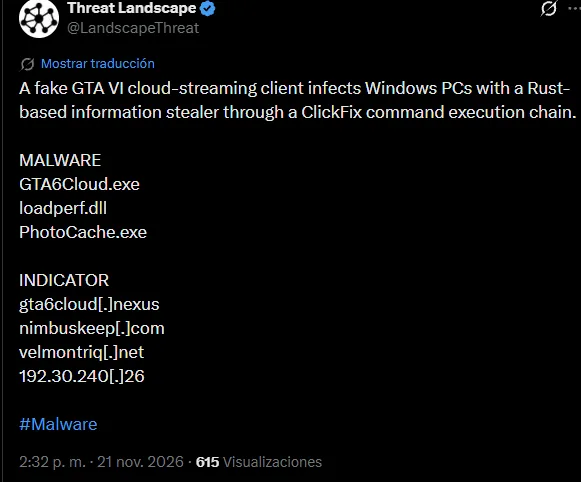 Threat Landscape
@LandscapeThreat
Mostrar traducción
A fake GTA VI cloud-streaming client infects Windows PCs with a Rust-
based information stealer through a ClickFix command execution chain.
MALWARE
GTA6Cloud.exe
loadperf.dll
PhotoCache.exe
INDICATOR
gta6cloud[.]nexus
nimbuskeep[.]com
velmontriq[.]net
192.30.240[.]26
#Malware
2:32 p. m. · 21 nov. 2026 · 615 Visualizaciones